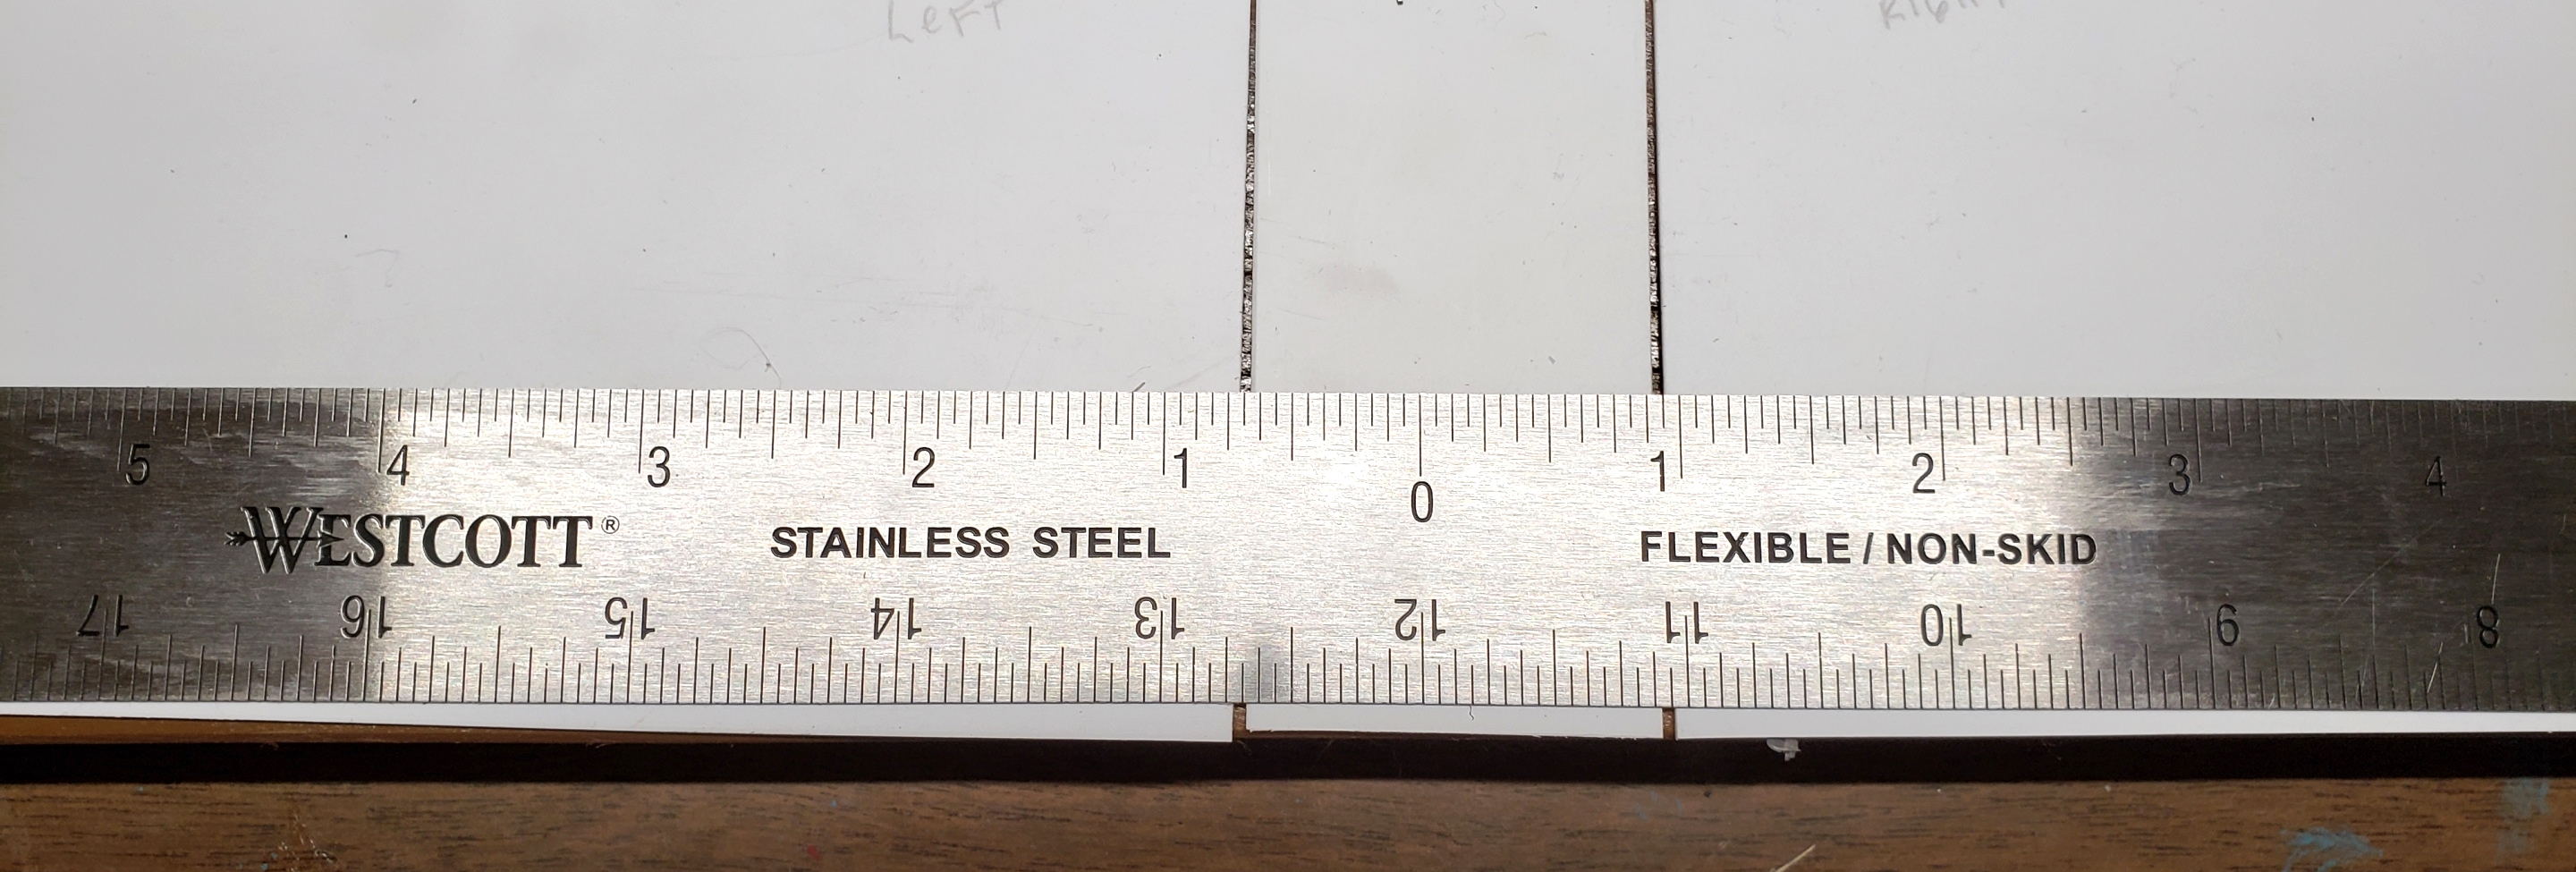 Left Right
5 4 3 2 1 0 1 2 3 4
WESTCOTT® STAINLESS STEEL FLEXIBLE / NON-SKID
17 16 15 14 13 12 11 10 9 8